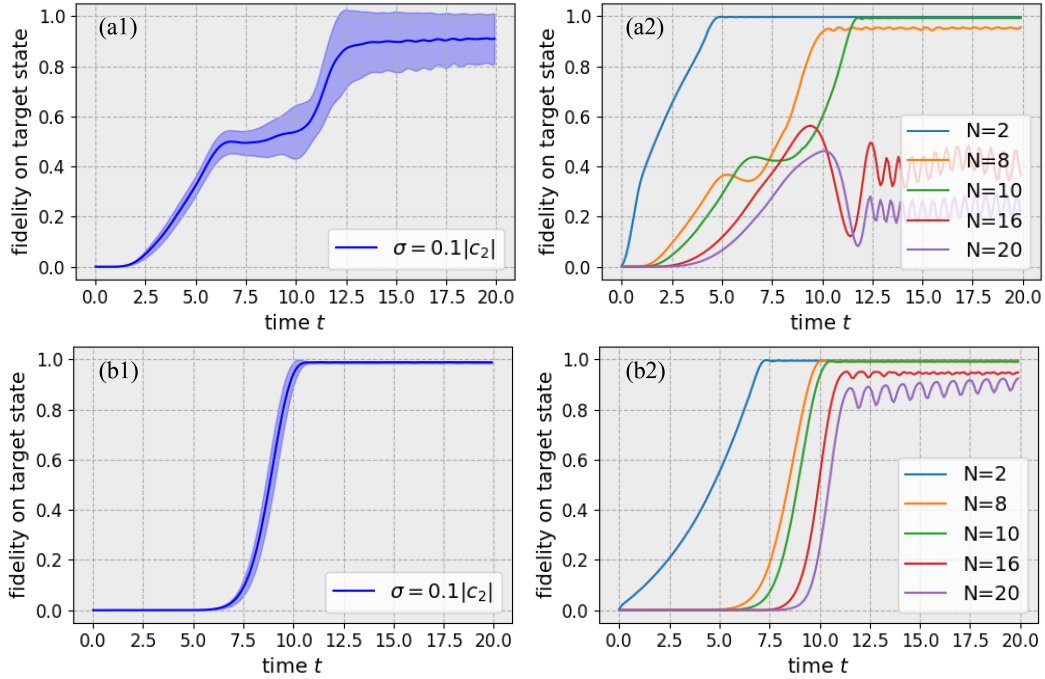 (a1)
fidelity on target state
1.0
0.8
0.6
0.4
0.2
0.0
σ = 0.1|c₂|
0.0 2.5 5.0 7.5 10.0 12.5 15.0 17.5 20.0
time t
(a2)
fidelity on target state
1.0
0.8
0.6
0.4
0.2
0.0
N=2
N=8
N=10
N=16
N=20
0.0 2.5 5.0 7.5 10.0 12.5 15.0 17.5 20.0
time t
(b1)
fidelity on target state
1.0
0.8
0.6
0.4
0.2
0.0
σ = 0.1|c₂|
0.0 2.5 5.0 7.5 10.0 12.5 15.0 17.5 20.0
time t
(b2)
fidelity on target state
1.0
0.8
0.6
0.4
0.2
0.0
N=2
N=8
N=10
N=16
N=20
0.0 2.5 5.0 7.5 10.0 12.5 15.0 17.5 20.0
time t